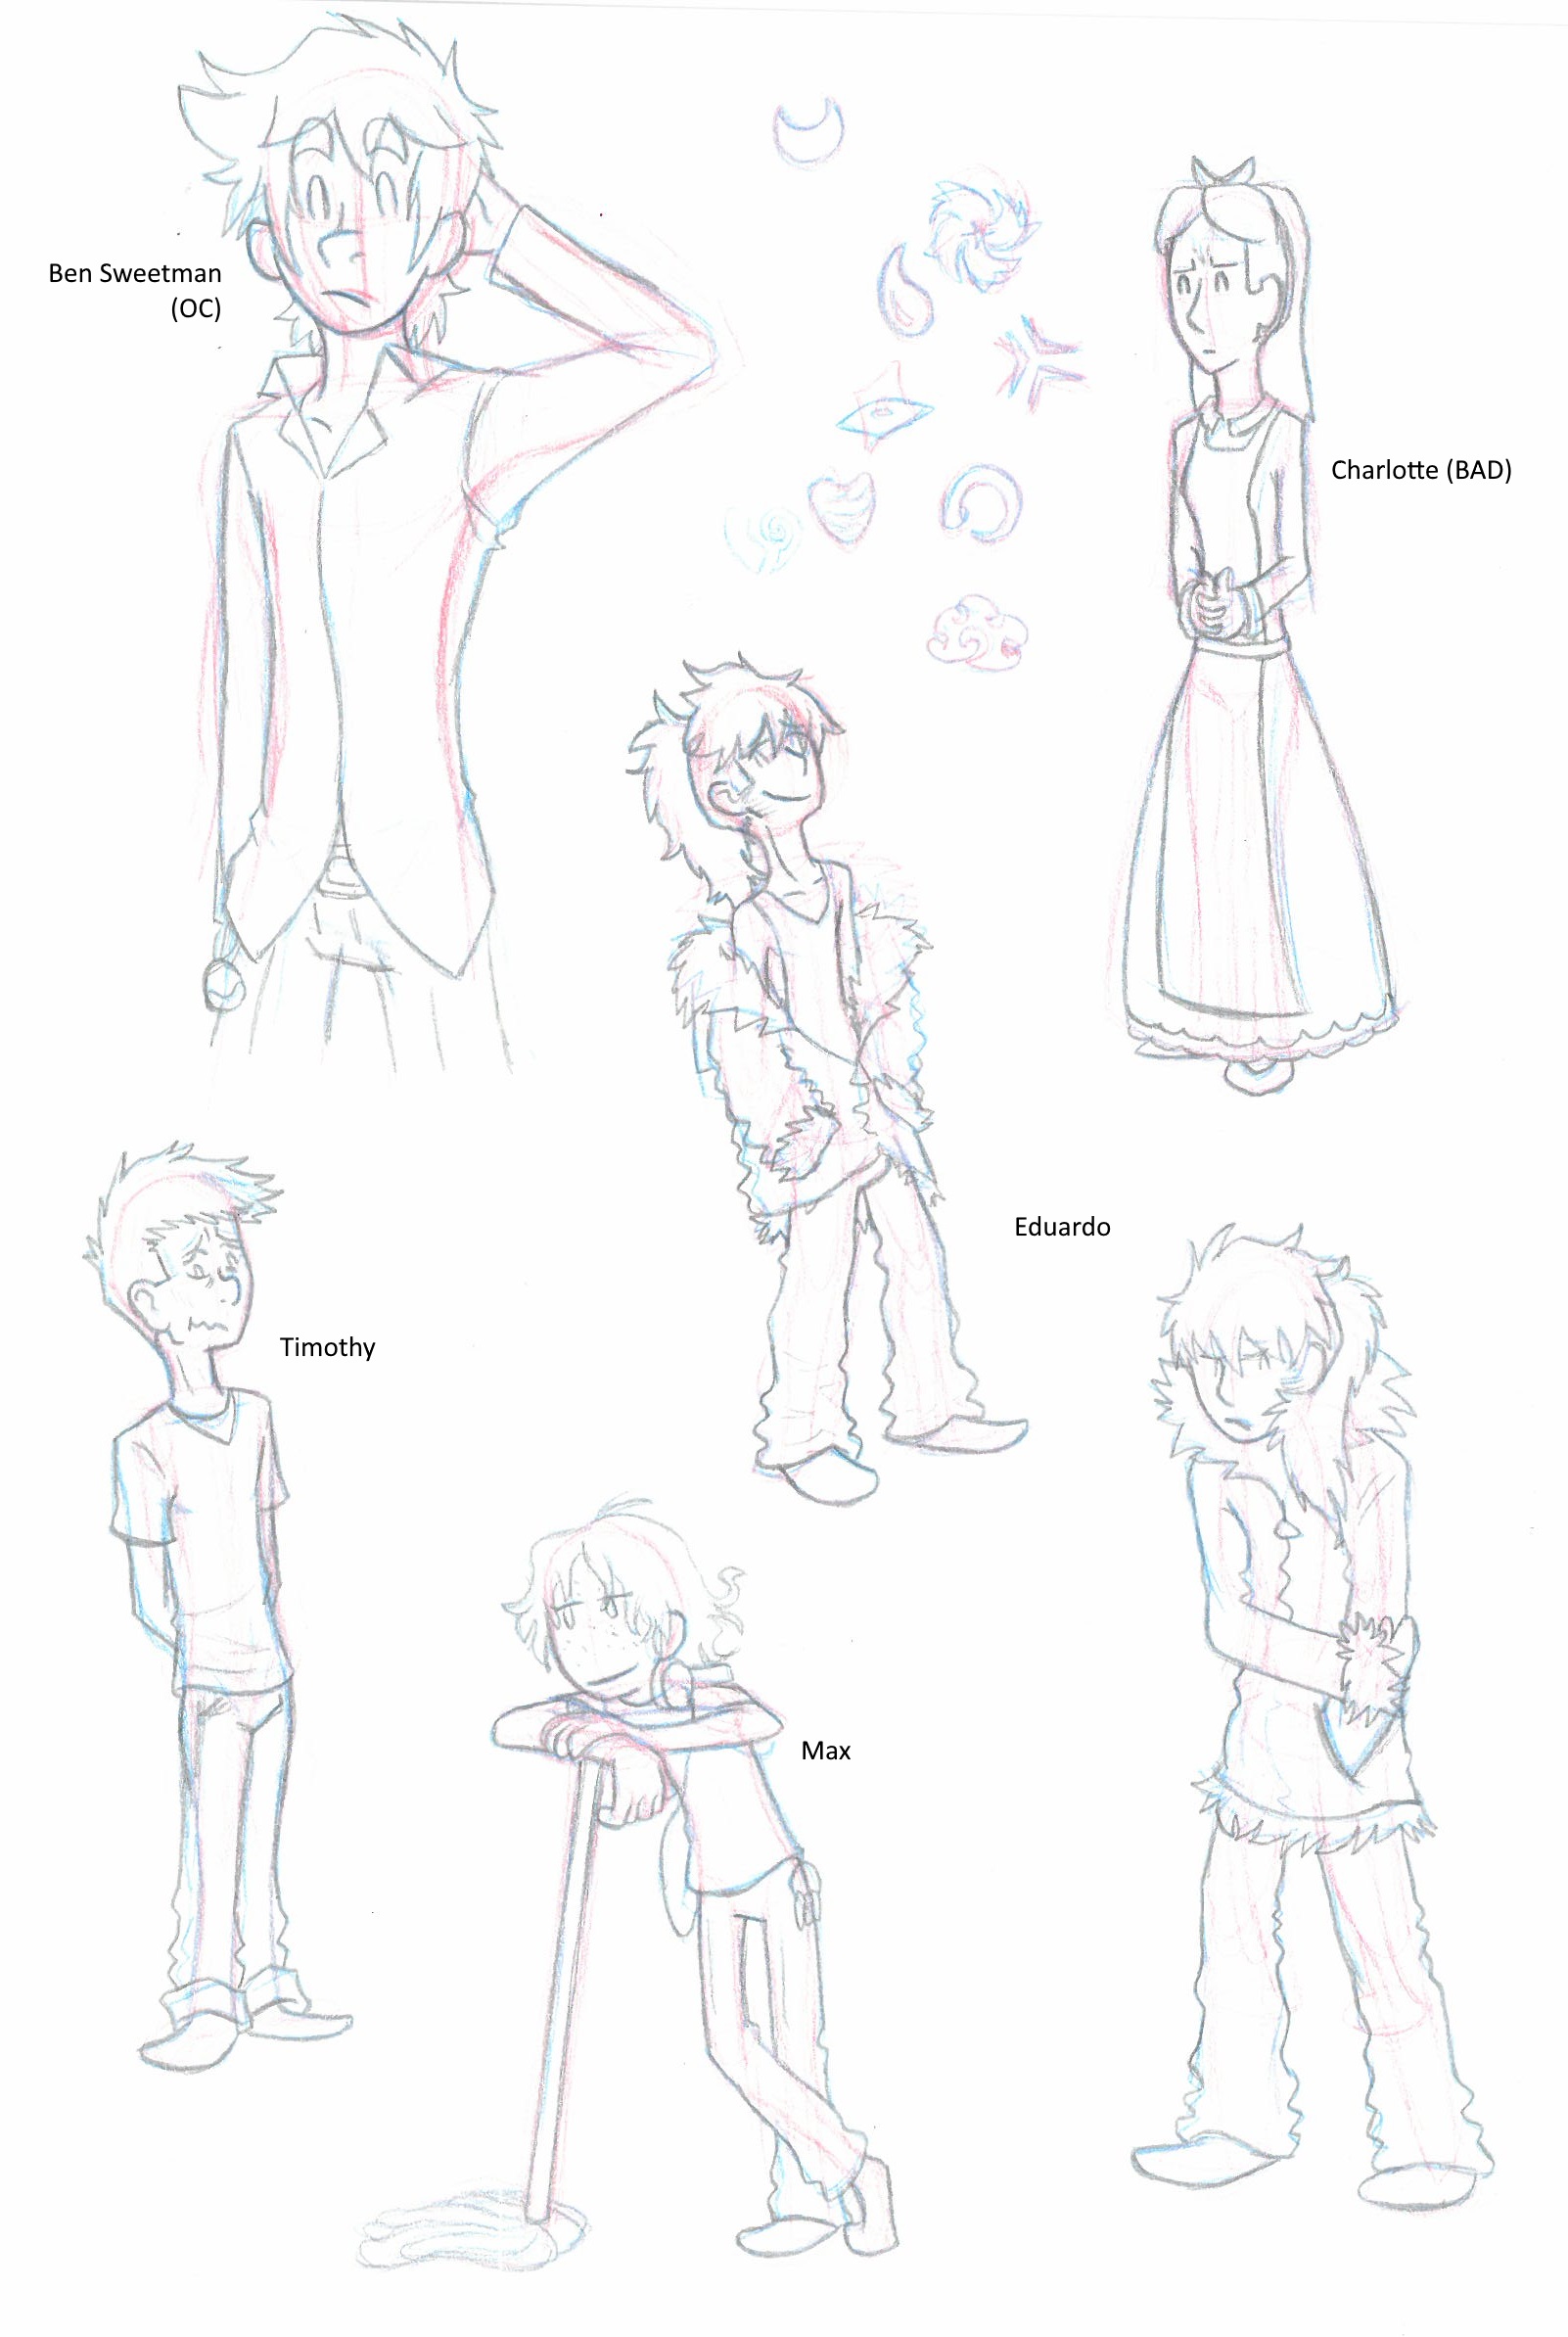 Ben Sweetman
(OC)
Charlotte (BAD)
Eduardo
Timothy
Max